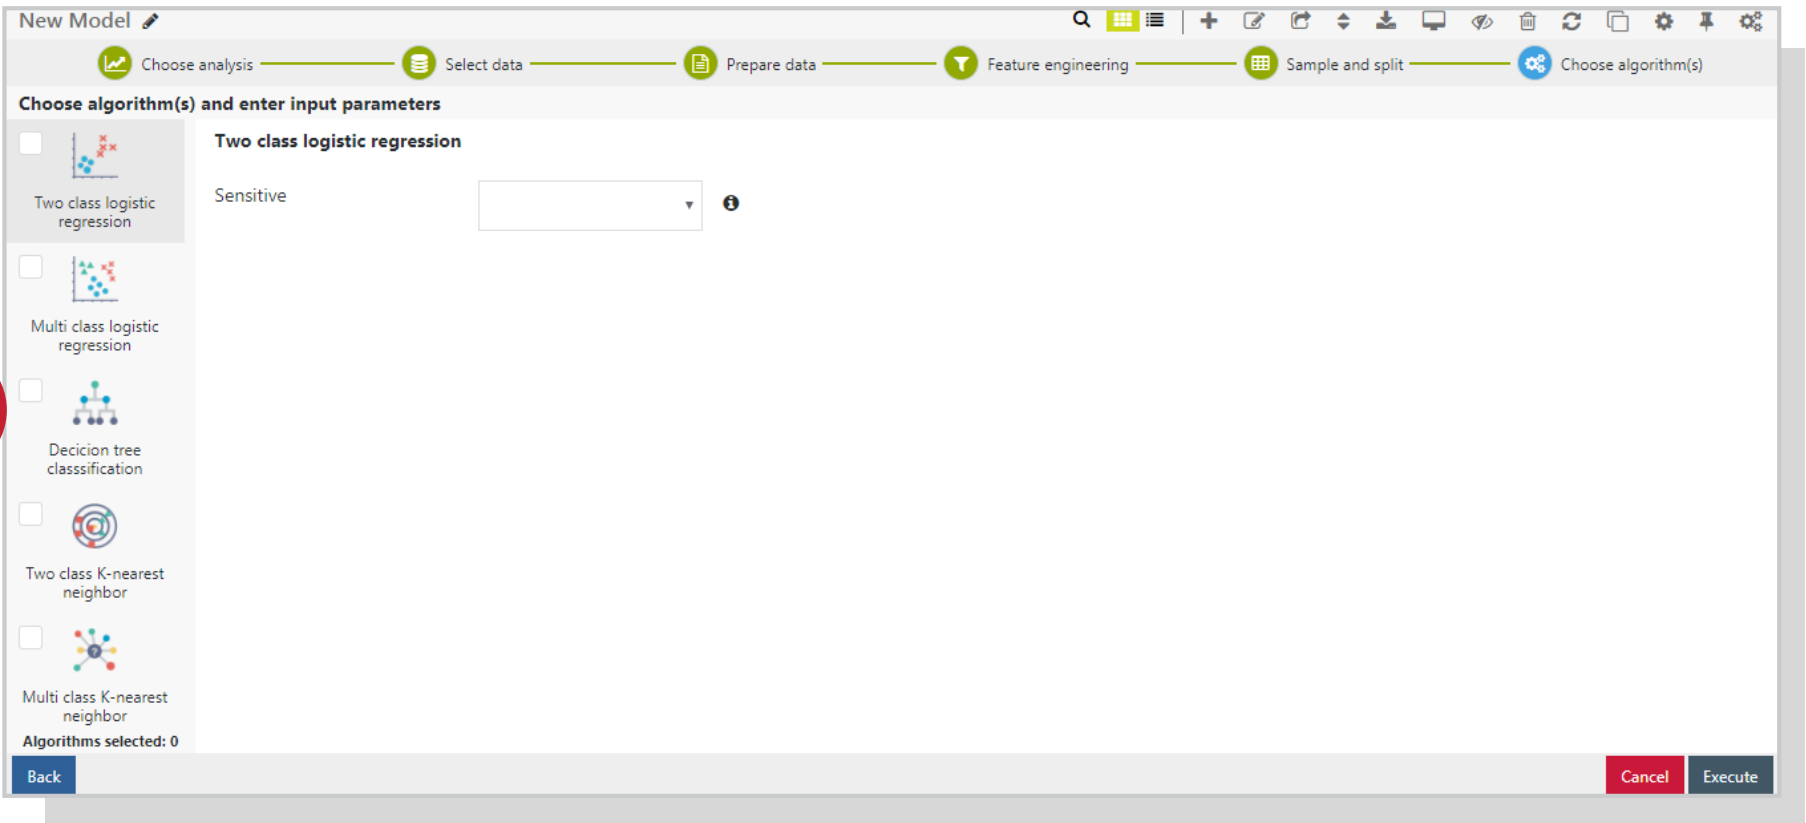 New Model
Choose analysis Select data Prepare data Feature engineering Sample and split Choose algorithm(s)
Choose algorithm(s) and enter input parameters
Two class logistic regression
Sensitive
Two class logistic
regression
Multi class logistic
regression
Decicion tree
classsification
Two class K-nearest
neighbor
?
Multi class K-nearest
neighbor
Algorithms selected: 0
Back Cancel Execute